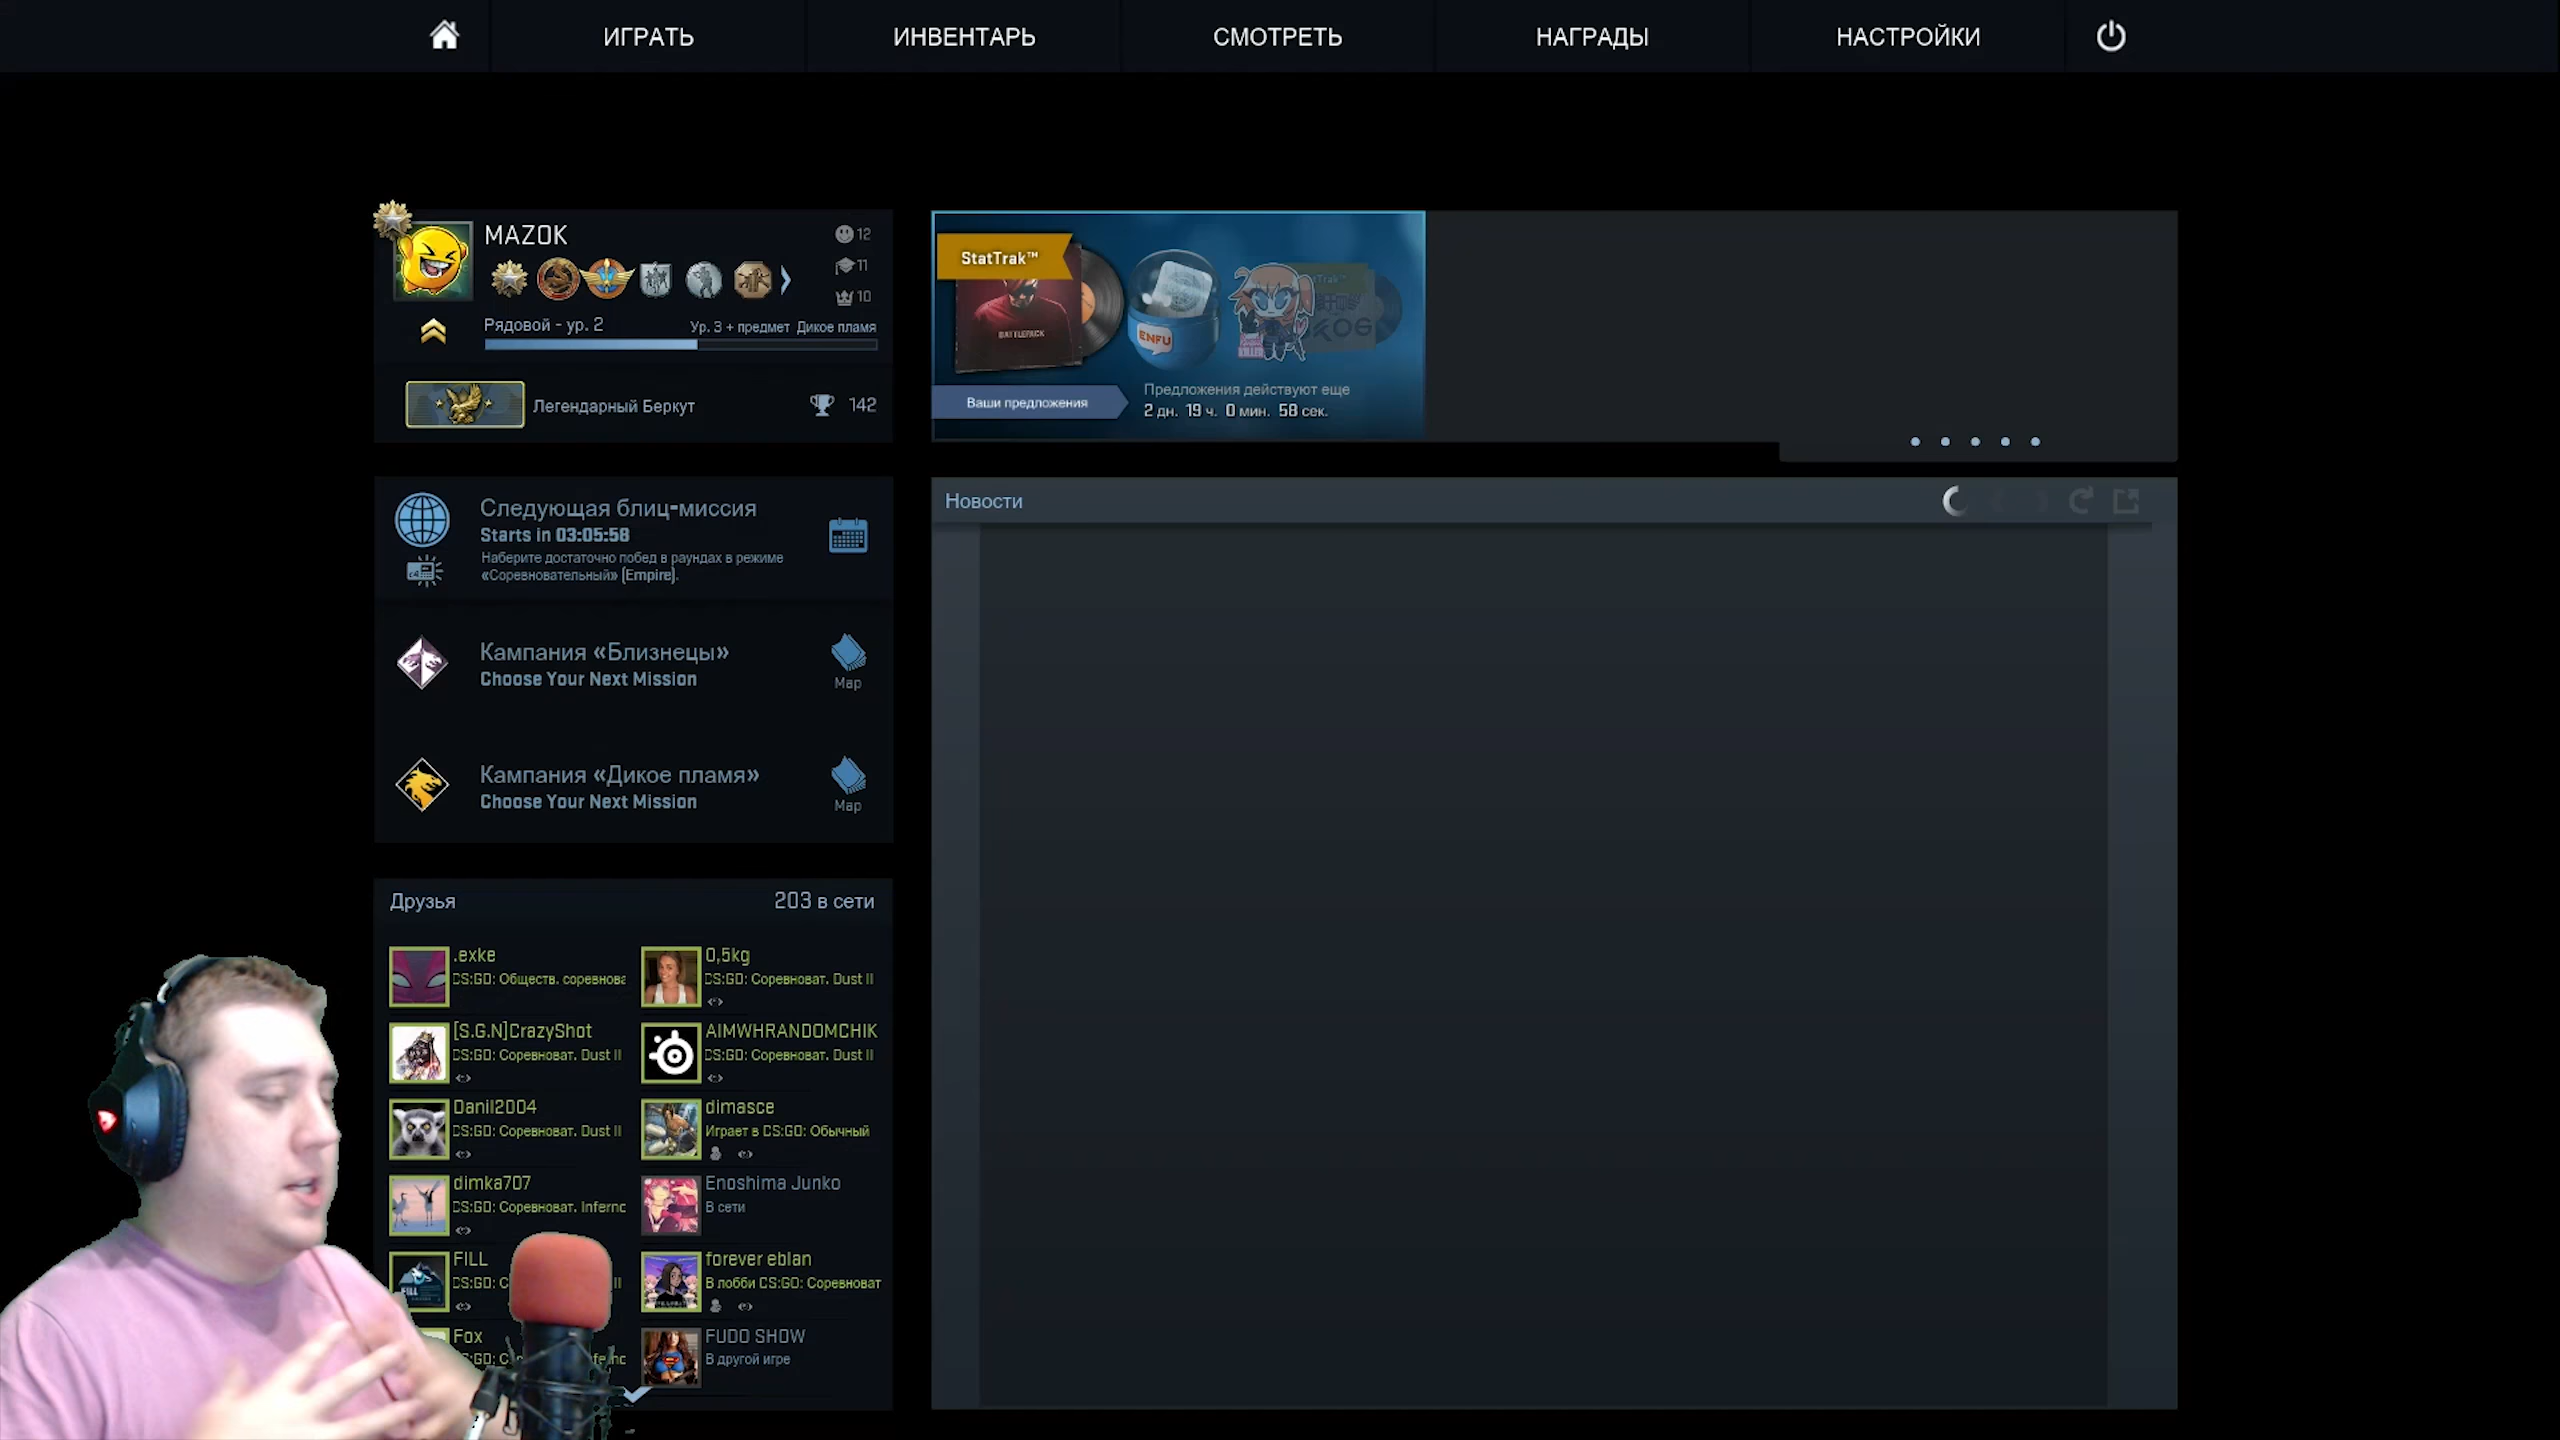 ИГРАТЬ
ИНВЕНТАРЬ
СМОТРЕТЬ
НАГРАДЫ
НАСТРОЙКИ
MAZOK
12
11
10
Рядовой - ур. 2
Ур. 3 + предмет Дикое пламя
Легендарный Беркут
142
StatTrak™
BATTLEPACK
ENFU
Ваши предложения
Предложения действуют еще
2 дн. 19 ч. 0 мин. 58 сек.
Следующая блиц-миссия
Starts in 03:05:58
Наберите достаточно побед в раундах в режиме
«Соревновательный» (Empire).
Кампания «Близнецы»
Choose Your Next Mission
Map
Кампания «Дикое пламя»
Choose Your Next Mission
Map
Новости
Друзья
203 в сети
.exke
CS:GO: Обществ. соревнова
0,5kg
CS:GO: Соревноват. Dust II
[S.G.N]CrazyShot
CS:GO: Соревноват. Dust II
AIMWHRANDOMCHIK
CS:GO: Соревноват. Dust II
Danil2004
CS:GO: Соревноват. Dust II
dimasce
Играет в CS:GO: Обычный
dimka707
CS:GO: Соревноват. Inferno
Enoshima Junko
В сети
FILL
CS:GO: С
forever eblan
В лобби CS:GO: Соревноват
Fox
FUDO SHOW
В другой игре